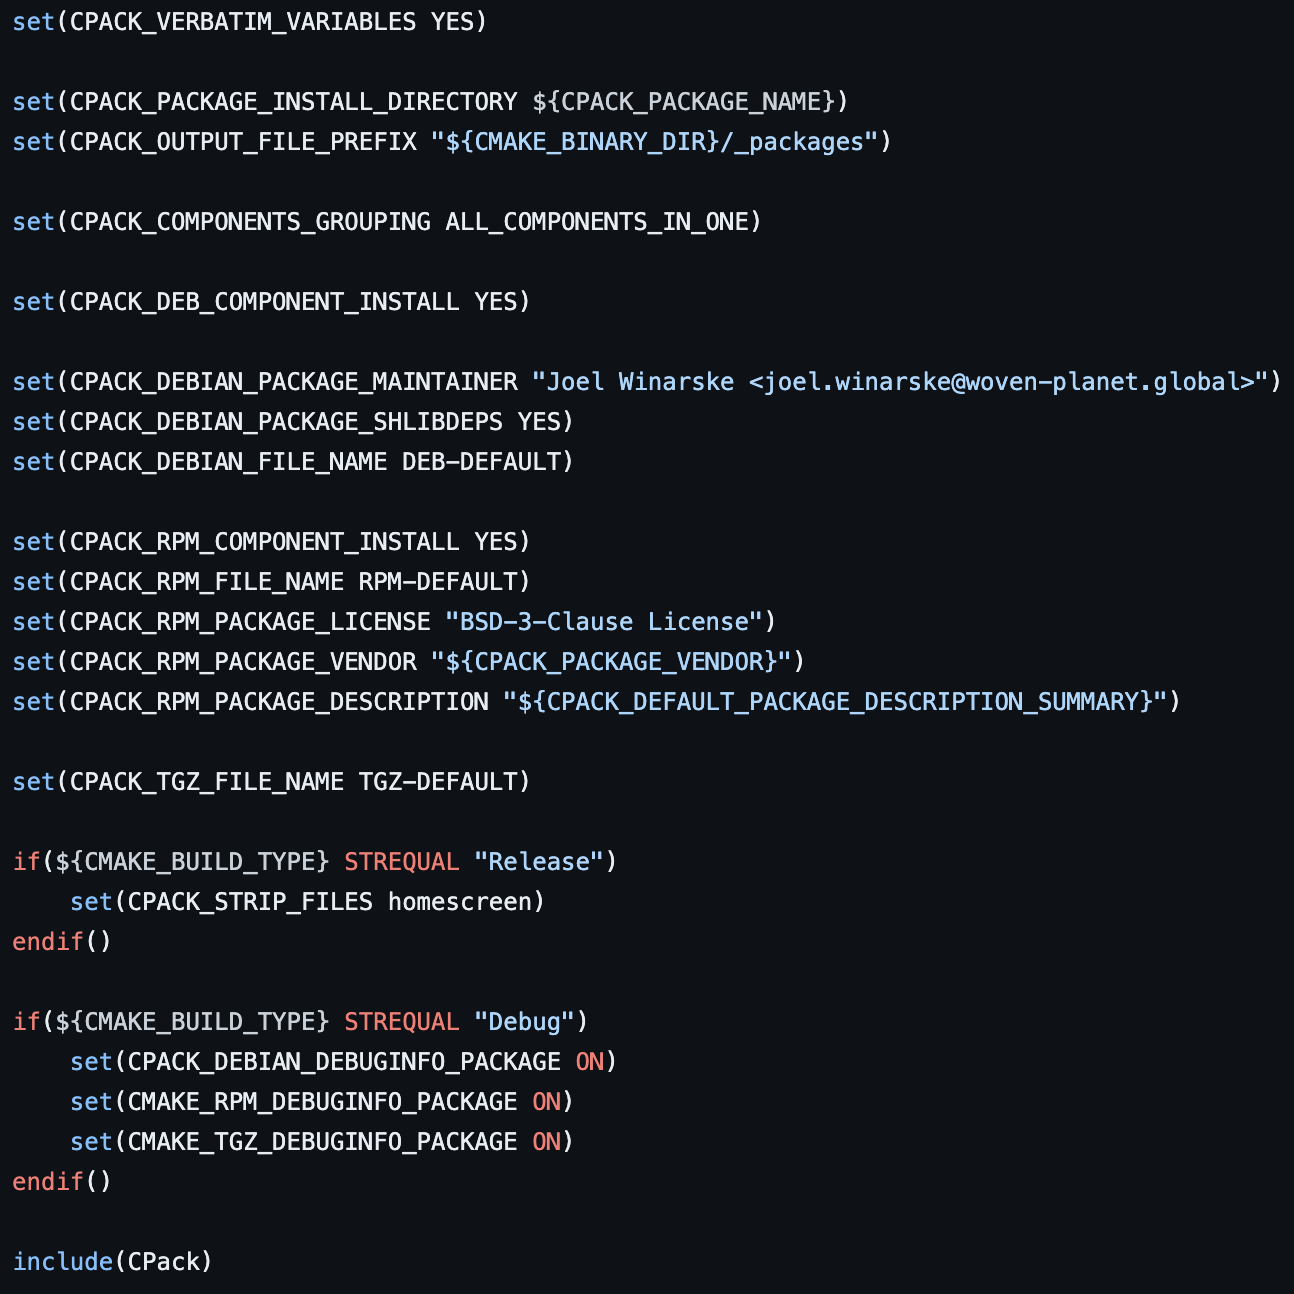 set(CPACK_VERBATIM_VARIABLES YES)
set(CPACK_PACKAGE_INSTALL_DIRECTORY ${CPACK_PACKAGE_NAME})
set(CPACK_OUTPUT_FILE_PREFIX "${CMAKE_BINARY_DIR}/_packages")
set(CPACK_COMPONENTS_GROUPING ALL_COMPONENTS_IN_ONE)
set(CPACK_DEB_COMPONENT_INSTALL YES)
set(CPACK_DEBIAN_PACKAGE_MAINTAINER "Joel Winarske <joel.winarske@woven-planet.global>")
set(CPACK_DEBIAN_PACKAGE_SHLIBDEPS YES)
set(CPACK_DEBIAN_FILE_NAME DEB-DEFAULT)
set(CPACK_RPM_COMPONENT_INSTALL YES)
set(CPACK_RPM_FILE_NAME RPM-DEFAULT)
set(CPACK_RPM_PACKAGE_LICENSE "BSD-3-Clause License")
set(CPACK_RPM_PACKAGE_VENDOR "${CPACK_PACKAGE_VENDOR}")
set(CPACK_RPM_PACKAGE_DESCRIPTION "${CPACK_DEFAULT_PACKAGE_DESCRIPTION_SUMMARY}")
set(CPACK_TGZ_FILE_NAME TGZ-DEFAULT)
if(${CMAKE_BUILD_TYPE} STREQUAL "Release")
    set(CPACK_STRIP_FILES homescreen)
endif()
if(${CMAKE_BUILD_TYPE} STREQUAL "Debug")
    set(CPACK_DEBIAN_DEBUGINFO_PACKAGE ON)
    set(CMAKE_RPM_DEBUGINFO_PACKAGE ON)
    set(CMAKE_TGZ_DEBUGINFO_PACKAGE ON)
endif()
include(CPack)